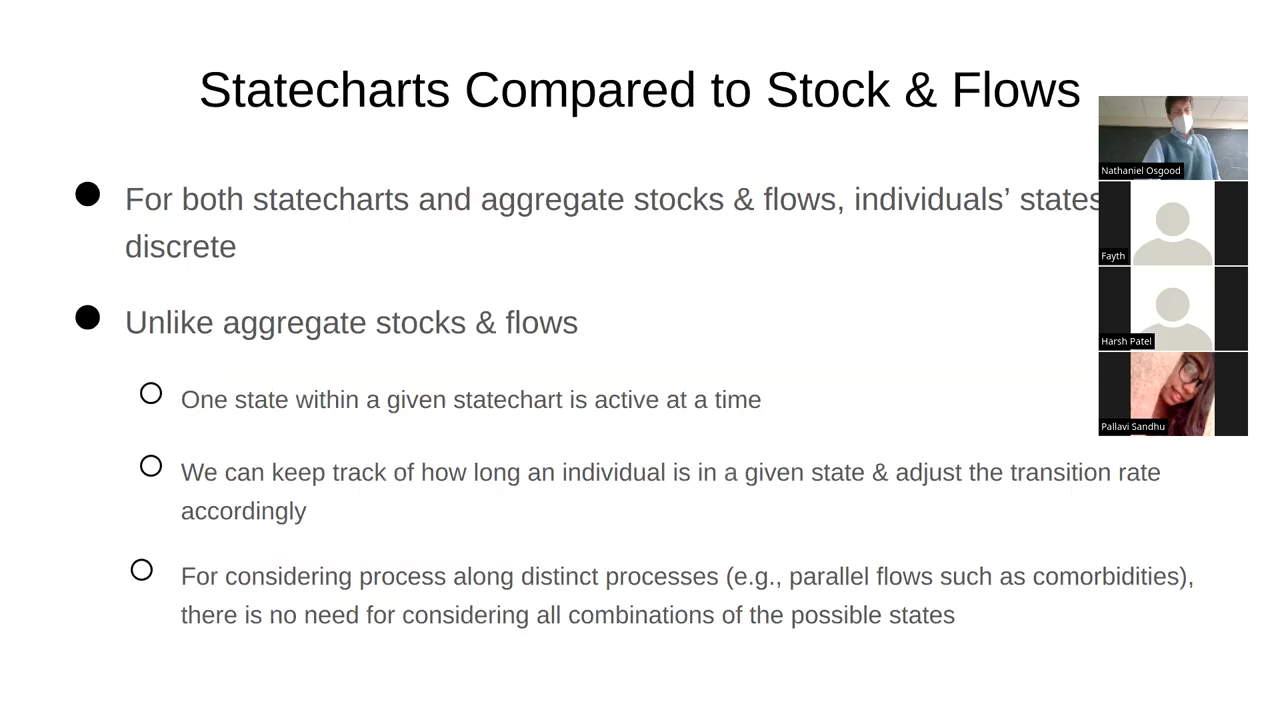 Statecharts Compared to Stock & Flows
For both statecharts and aggregate stocks & flows, individuals’ states
discrete
Unlike aggregate stocks & flows
One state within a given statechart is active at a time
We can keep track of how long an individual is in a given state & adjust the transition rate
accordingly
For considering process along distinct processes (e.g., parallel flows such as comorbidities),
there is no need for considering all combinations of the possible states
Nathaniel Osgood
Fayth
Harsh Patel
Pallavi Sandhu